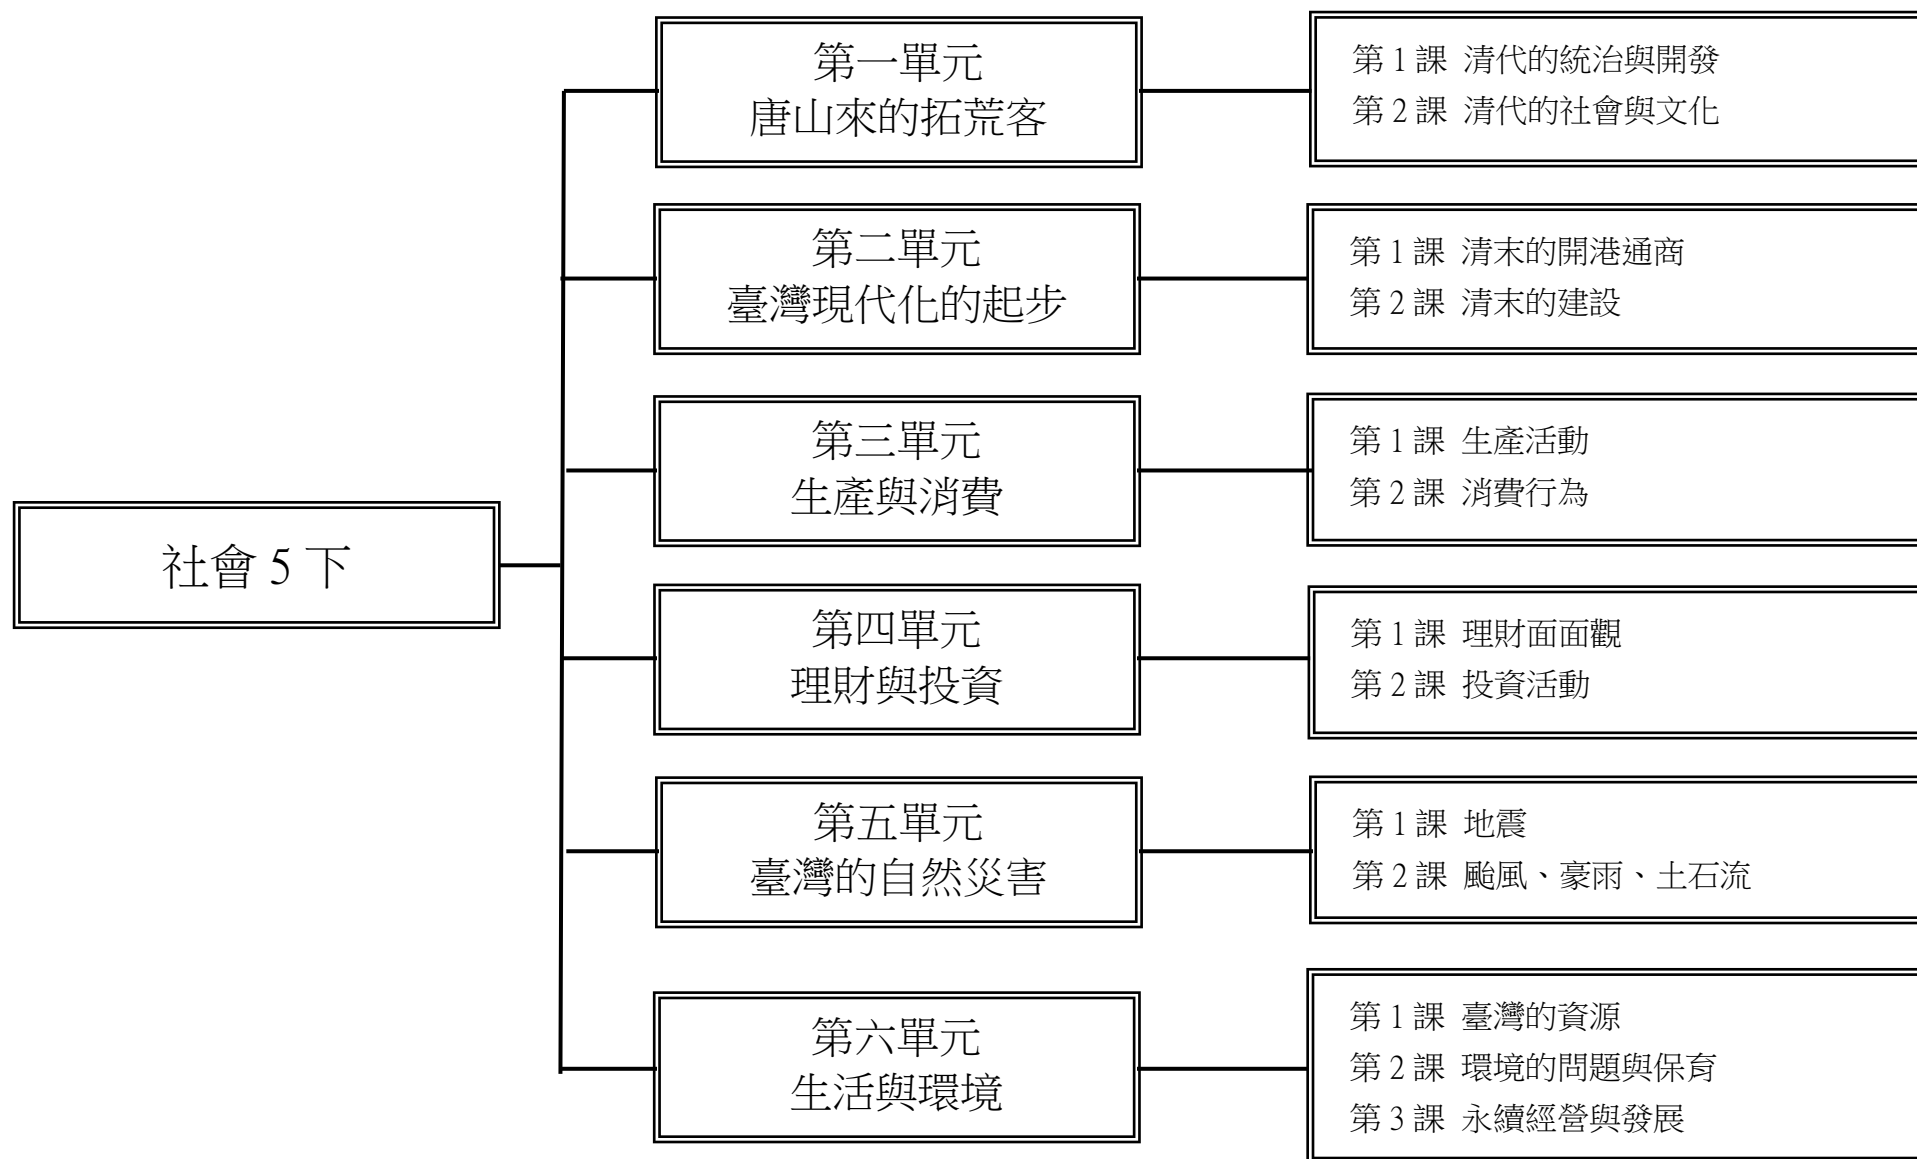 社會 5 下
第一單元
唐山來的拓荒客
第 1 課 清代的統治與開發
第 2 課 清代的社會與文化
第二單元
臺灣現代化的起步
第 1 課 清末的開港通商
第 2 課 清末的建設
第三單元
生產與消費
第 1 課 生產活動
第 2 課 消費行為
第四單元
理財與投資
第 1 課 理財面面觀
第 2 課 投資活動
第五單元
臺灣的自然災害
第 1 課 地震
第 2 課 颱風、豪雨、土石流
第六單元
生活與環境
第 1 課 臺灣的資源
第 2 課 環境的問題與保育
第 3 課 永續經營與發展